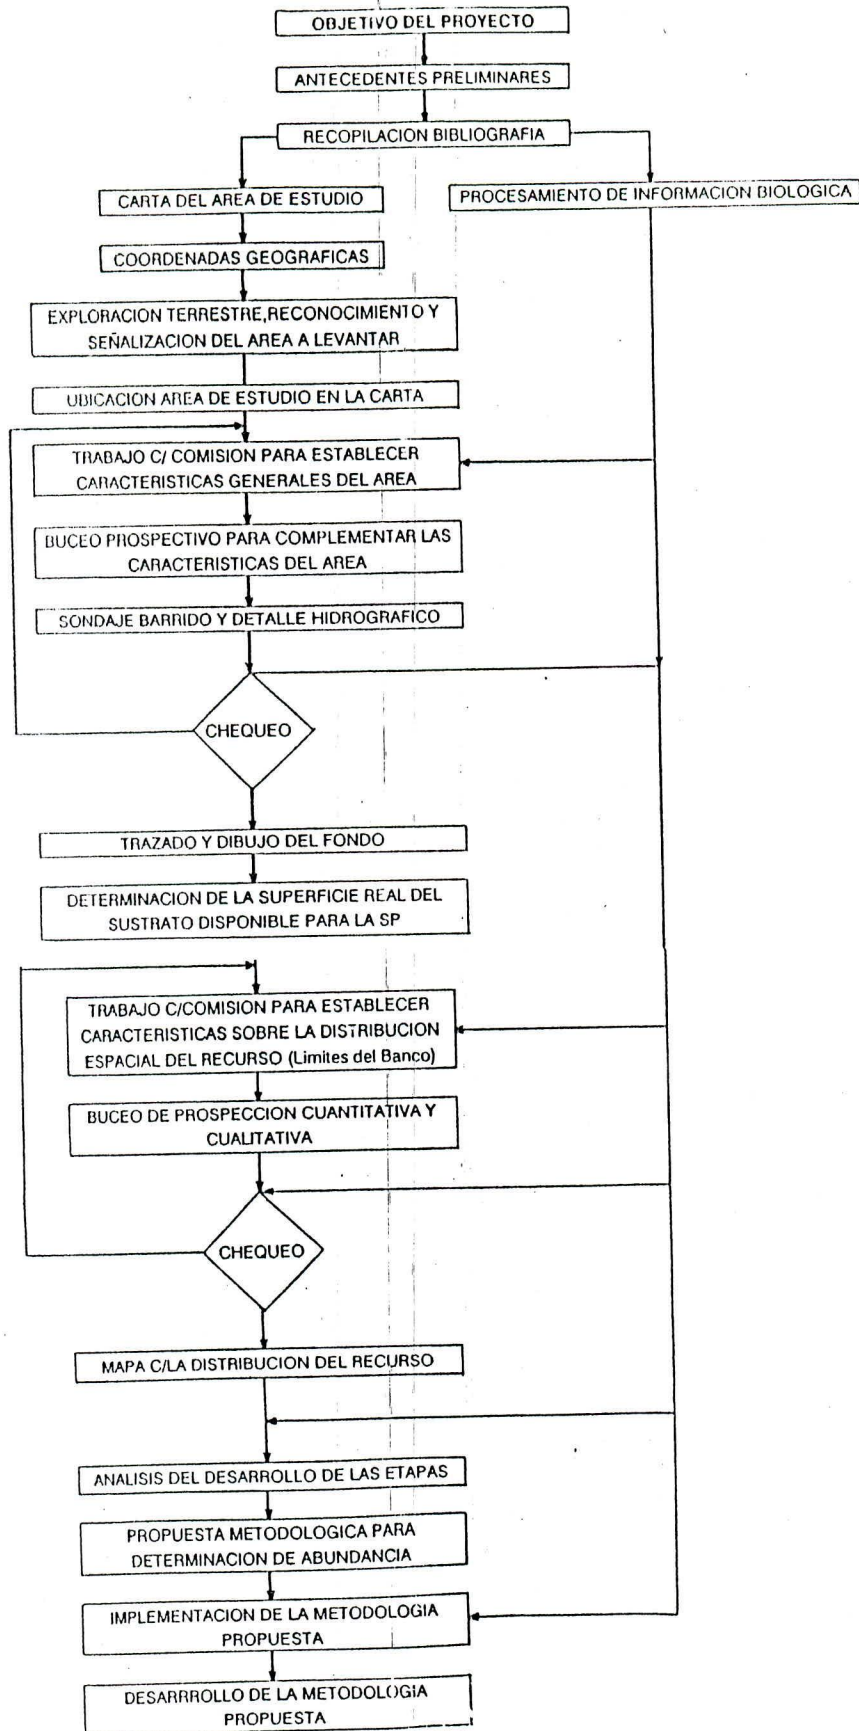 OBJETIVO DEL PROYECTO
ANTECEDENTES PRELIMINARES
RECOPILACION BIBLIOGRAFIA
CARTA DEL AREA DE ESTUDIO
PROCESAMIENTO DE INFORMACION BIOLOGICA
COORDENADAS GEOGRAFICAS
EXPLORACION TERRESTRE,RECONOCIMIENTO Y
SEÑALIZACION DEL AREA A LEVANTAR
UBICACION AREA DE ESTUDIO EN LA CARTA
TRABAJO C/ COMISION PARA ESTABLECER
CARACTERISTICAS GENERALES DEL AREA
BUCEO PROSPECTIVO PARA COMPLEMENTAR LAS
CARACTERISTICAS DEL AREA
SONDAJE BARRIDO Y DETALLE HIDROGRAFICO
CHEQUEO
TRAZADO Y DIBUJO DEL FONDO
DETERMINACION DE LA SUPERFICIE REAL DEL
SUSTRATO DISPONIBLE PARA LA SP
TRABAJO C/COMISION PARA ESTABLECER
CARACTERISTICAS SOBRE LA DISTRIBUCION
ESPACIAL DEL RECURSO (Limites del Banco)
BUCEO DE PROSPECCION CUANTITATIVA Y
CUALITATIVA
CHEQUEO
MAPA C/LA DISTRIBUCION DEL RECURSO
ANALISIS DEL DESARROLLO DE LAS ETAPAS
PROPUESTA METODOLOGICA PARA
DETERMINACION DE ABUNDANCIA
IMPLEMENTACION DE LA METODOLOGIA
PROPUESTA
DESARRROLLO DE LA METODOLOGIA
PROPUESTA